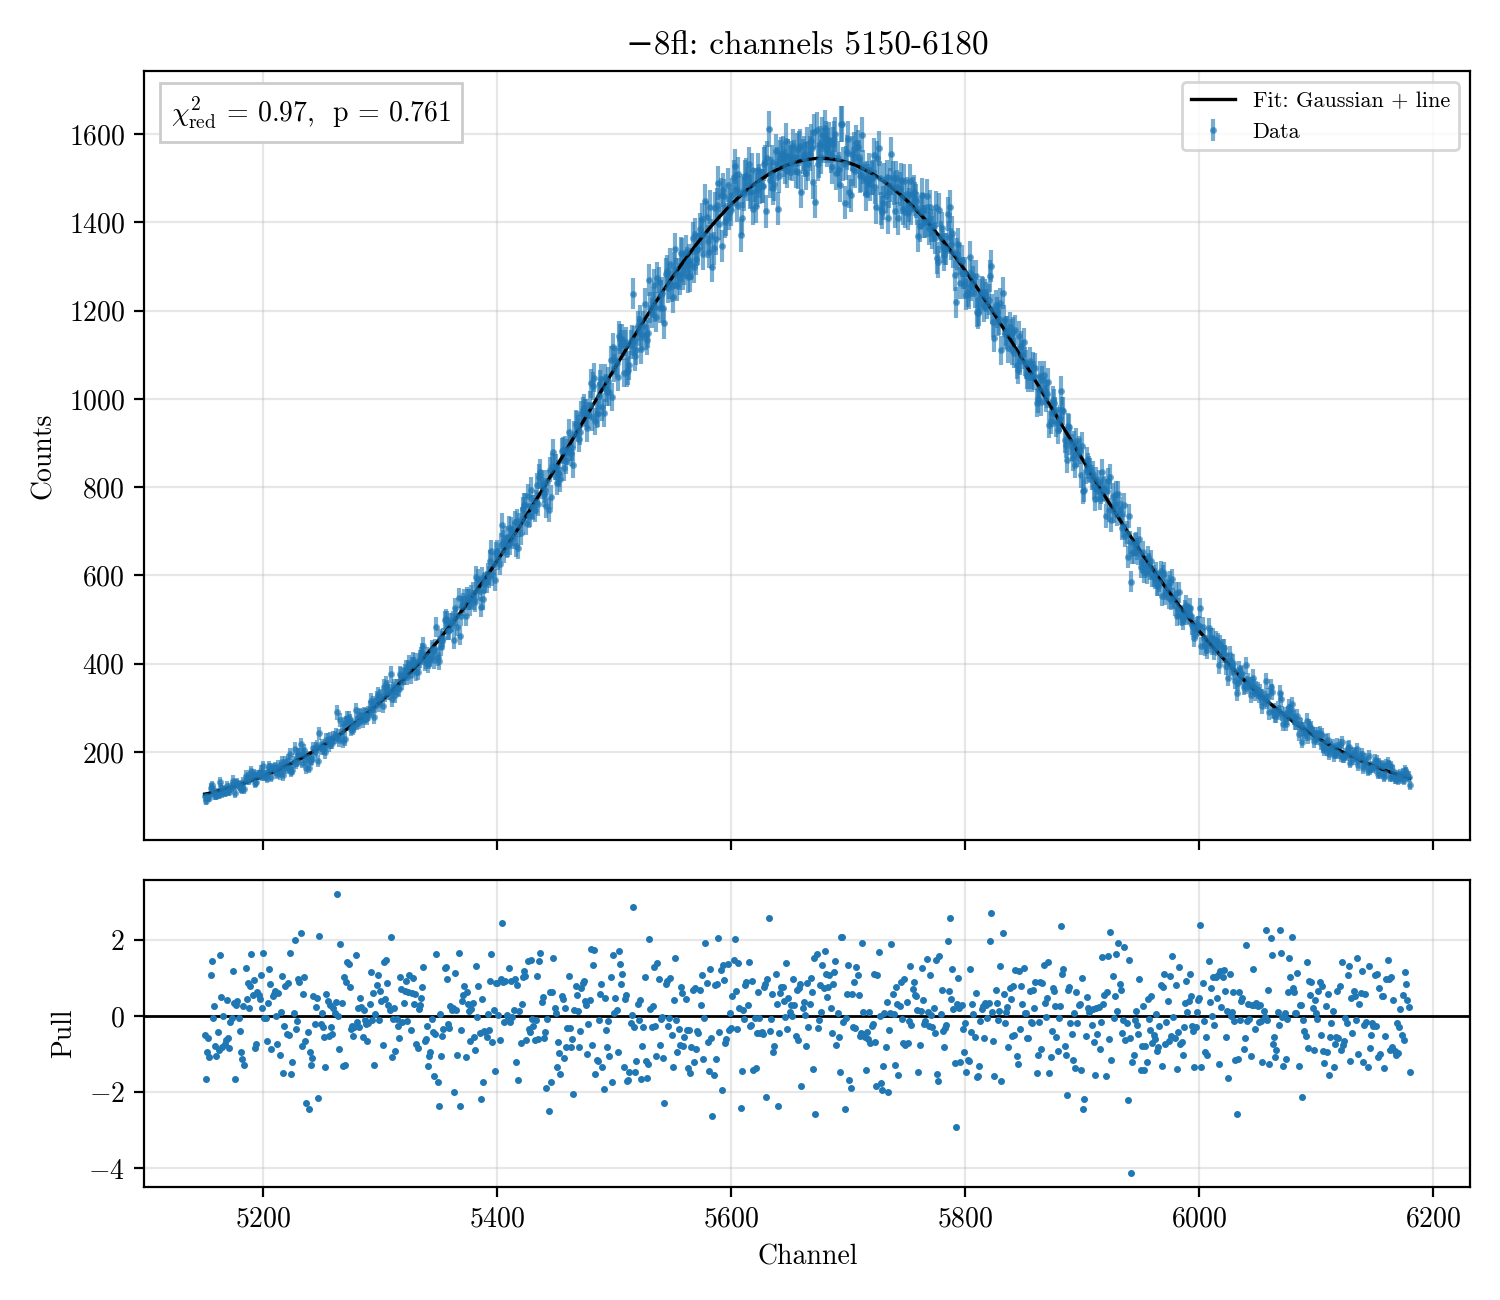 −8fl: channels 5150-6180
χ²red = 0.97, p = 0.761
Fit: Gaussian + line
Data
Counts
1600
1400
1200
1000
800
600
400
200
Pull
2
0
−2
−4
5200 5400 5600 5800 6000 6200
Channel